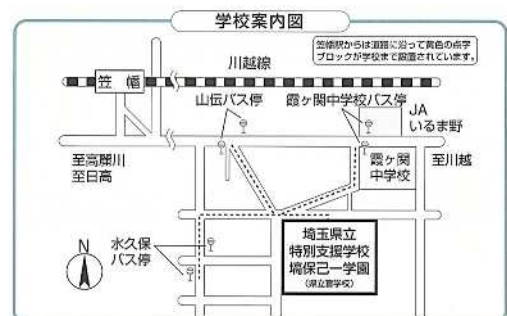 学校案内図
笠幡駅からは道路に沿って黄色の点字
ブロックが学校まで設置されています。
川越線
笠幡
山伝バス停
霞ヶ関中学校バス停
JA
いるま野
至高麗川
至日高
霞ヶ関
中学校
至川越
N
水久保
バス停
埼玉県立
特別支援学校
塙保己一学園
(県立盲学校)